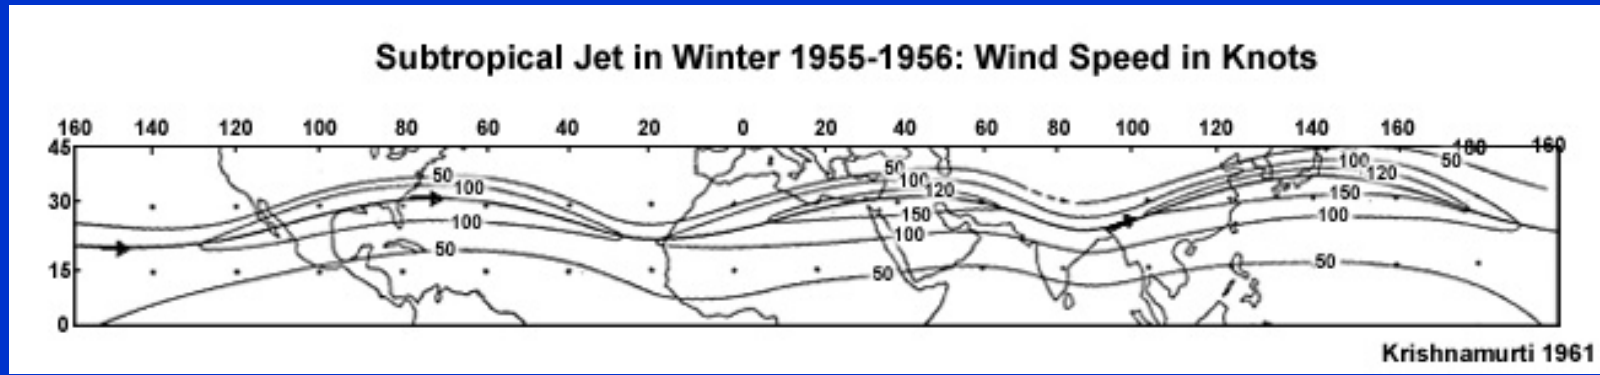 Subtropical Jet in Winter 1955-1956: Wind Speed in Knots
160 140 120 100 80 60 40 20 0 20 40 60 80 100 120 140 160 180 160
45
50 50 100 50
100 100 120
30 120 150
100 150 100
50 100
15 50 50
0
Krishnamurti 1961